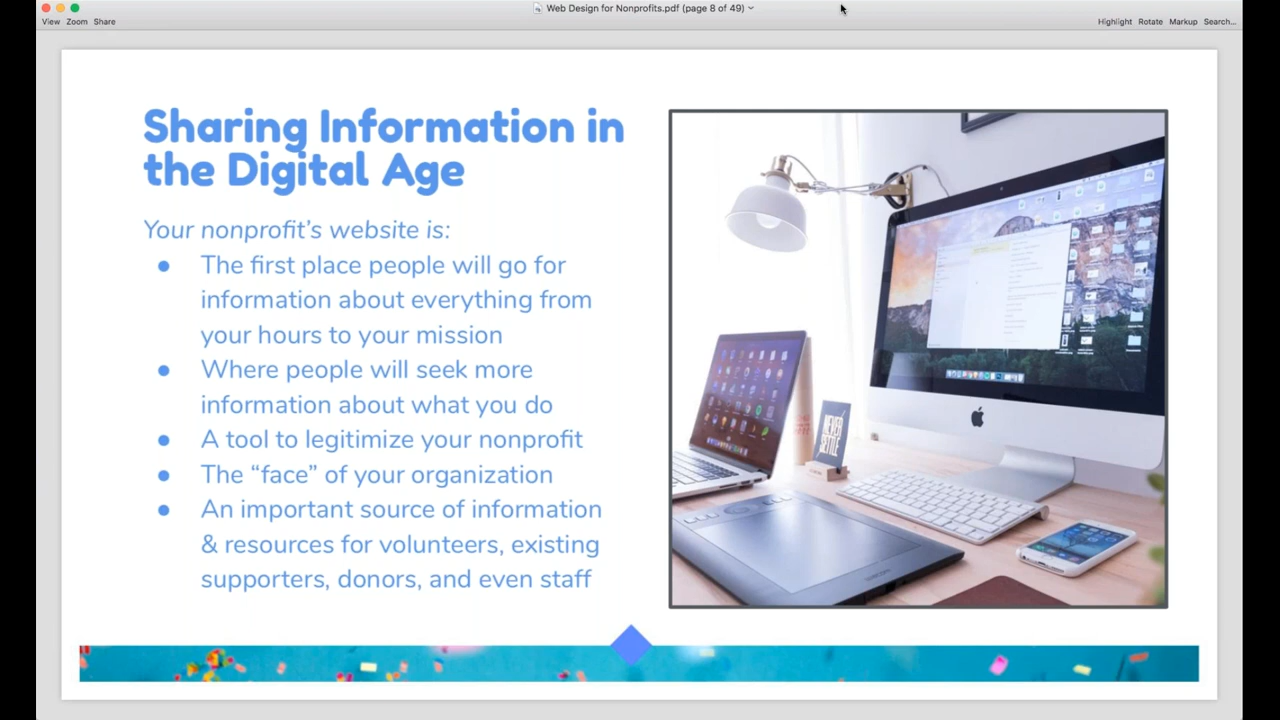 Web Design for Nonprofits.pdf (page 8 of 49)
View Zoom Share
Highlight Rotate Markup Search...
Sharing Information in
the Digital Age
Your nonprofit's website is:
● The first place people will go for
information about everything from
your hours to your mission
● Where people will seek more
information about what you do
● A tool to legitimize your nonprofit
● The “face” of your organization
● An important source of information
& resources for volunteers, existing
supporters, donors, and even staff